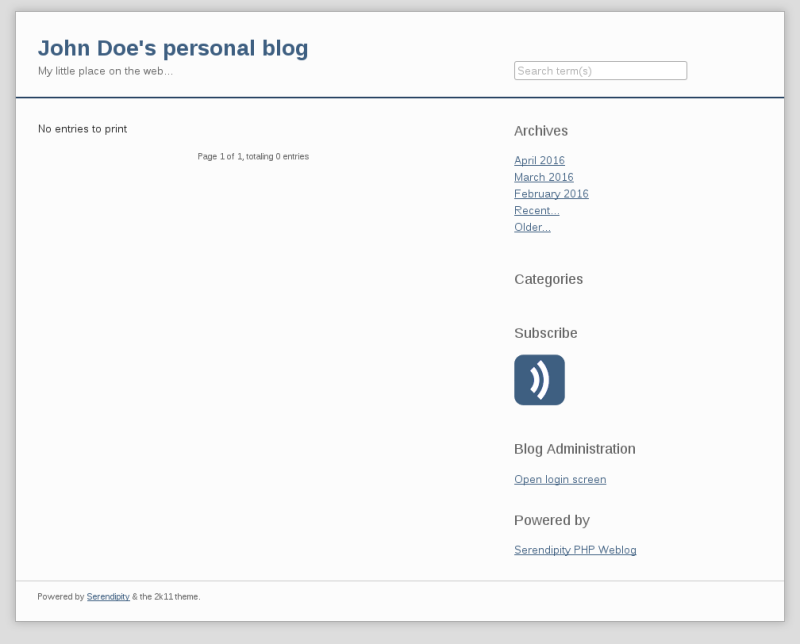 John Doe's personal blog
My little place on the web...
Search term(s)
No entries to print
Page 1 of 1, totaling 0 entries
Archives
April 2016
March 2016
February 2016
Recent...
Older...
Categories
Subscribe
Blog Administration
Open login screen
Powered by
Serendipity PHP Weblog
Powered by Serendipity & the 2k11 theme.